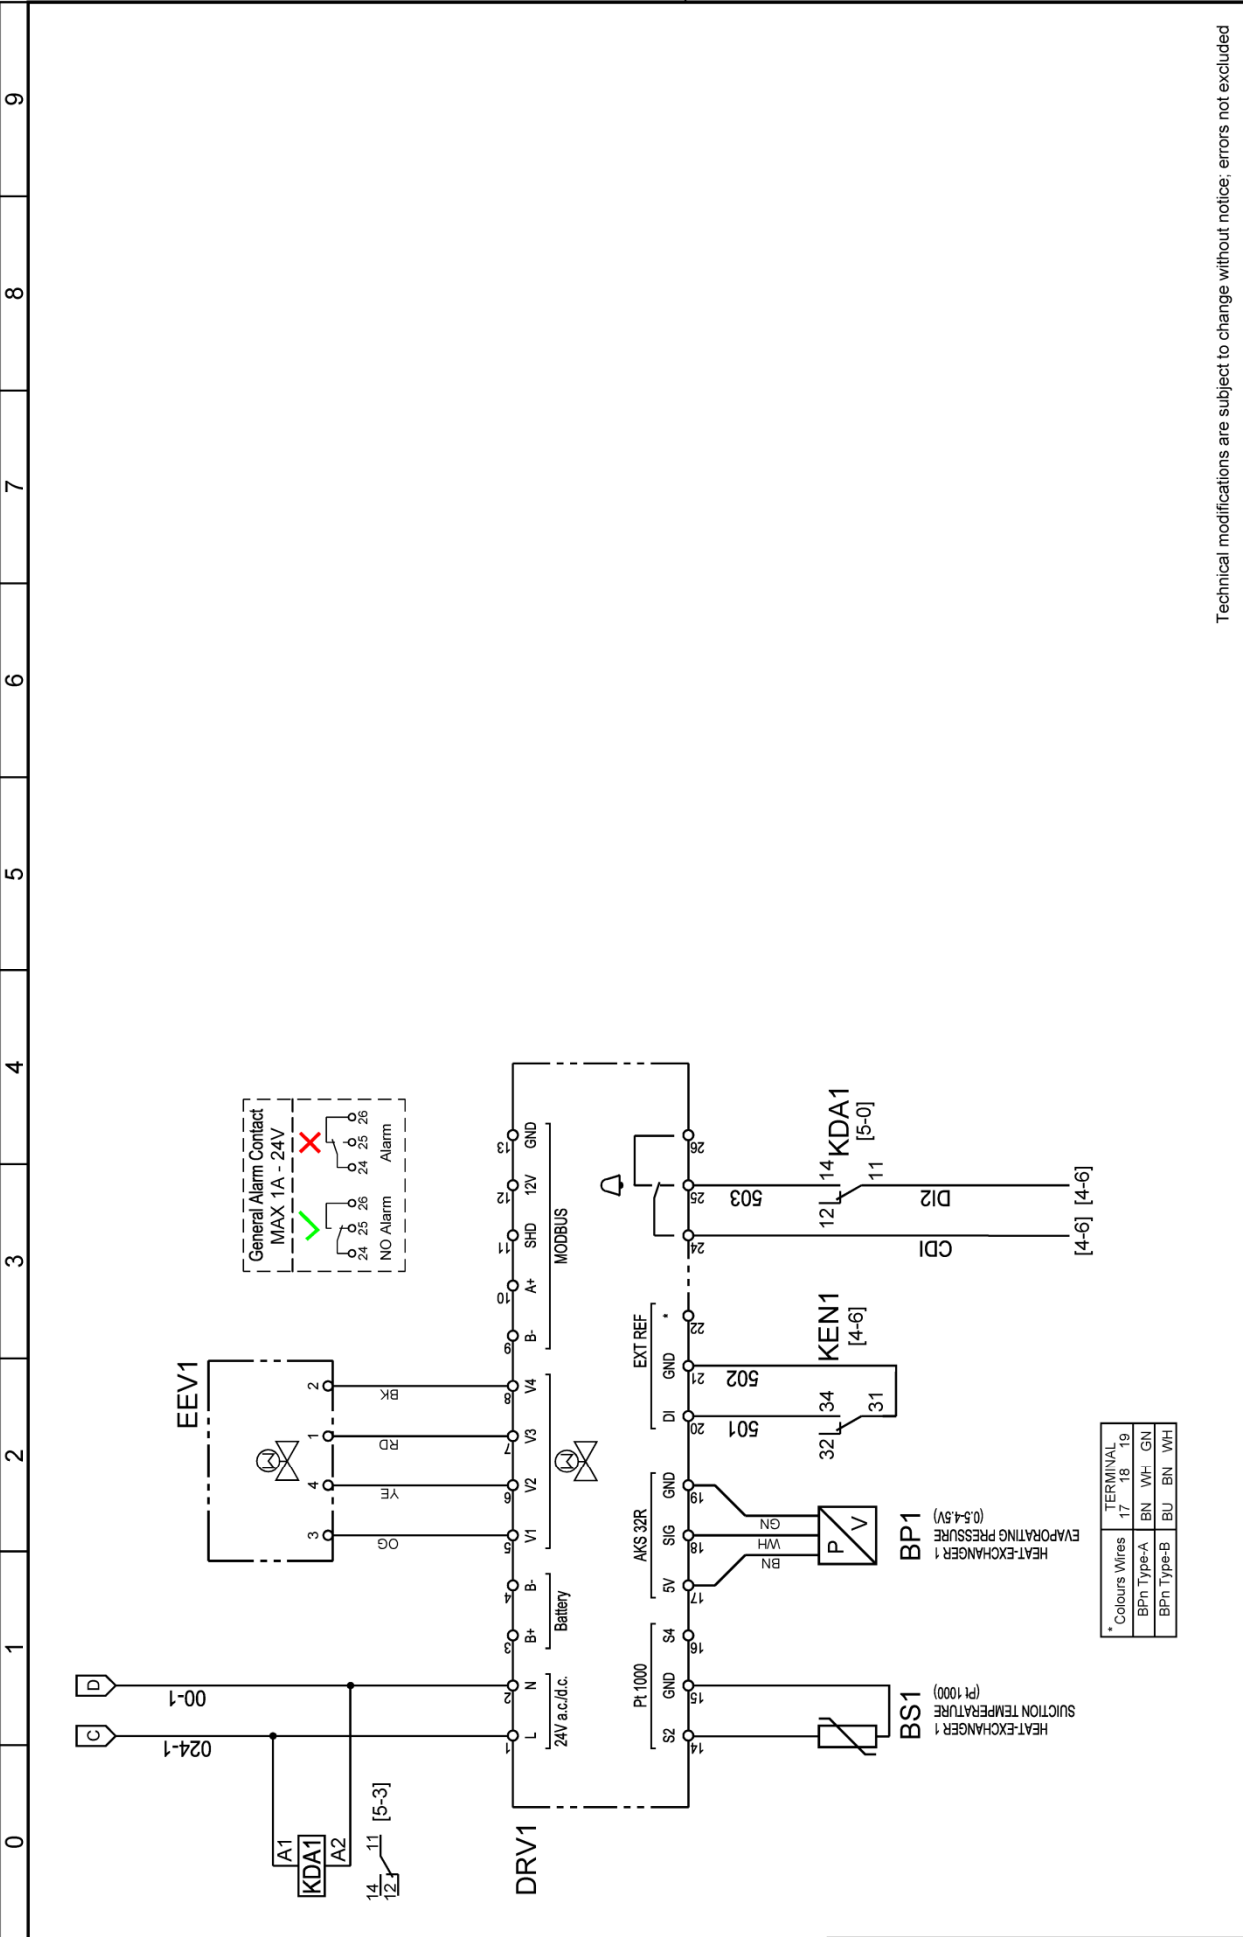 0 1 2 3 4 5 6 7 8 9
C
D
024-1
00-1
A1
KDA1
A2
14
12
11
[5-3]
EEV1
3 4 1 2
M
OG
YE
RD
BK
General Alarm Contact
MAX 1A - 24V
24 25 26
NO Alarm
24 25 26
Alarm
DRV1
1 2 3 4 5 6 7 8 9 10 11 12 13
L N B+ B- V1 V2 V3 V4 B- A+ SHD 12V GND
24V a.c./d.c.
Battery
M
MODBUS
Pt 1000
AKS 32R
EXT REF
S2 GND S4 5V SIG GND DI GND *
14 15 16 17 18 19 20 21 22 24 25 26
BN
WH
GN
501
502
CDI
503
DI2
BS1
HEAT-EXCHANGER 1
SUICTION TEMPERATURE
(Pt 1000)
P
V
BP1
HEAT-EXCHANGER 1
EVAPORATING PRESSURE
(0.5-4.5V)
32
34
31
KEN1
[4-6]
12
14
11
KDA1
[5-0]
[4-6]
[4-6]
* Colours Wires
TERMINAL
17 18 19
BPn Type-A BN WH GN
BPn Type-B BU BN WH
Technical modifications are subject to change without notice; errors not excluded